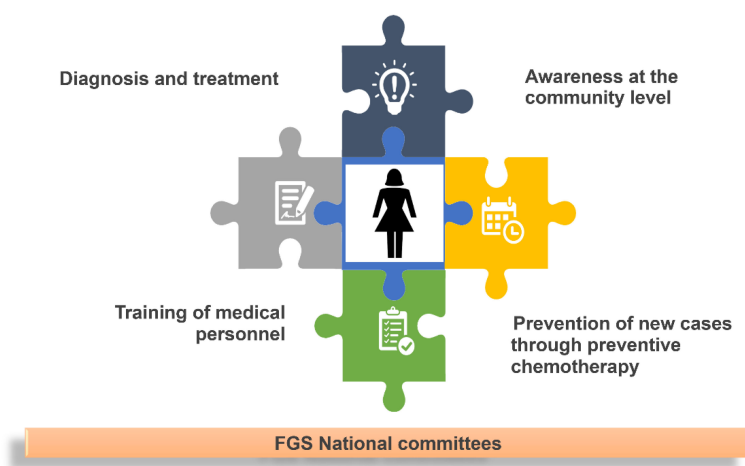 Diagnosis and treatment
Awareness at the
community level
Training of medical
personnel
Prevention of new cases
through preventive
chemotherapy
FGS National committees